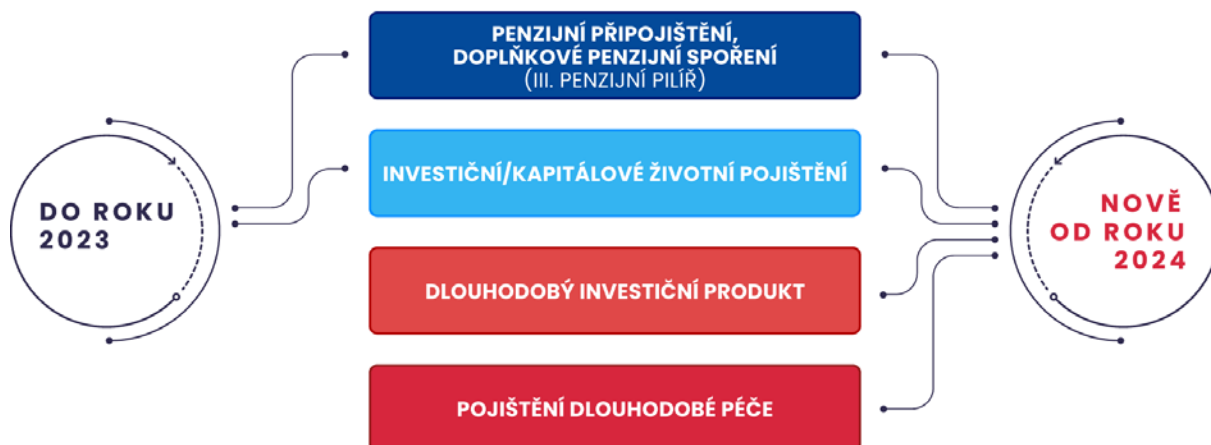 PENZIJNÍ PŘIPOJIŠTĚNÍ,
DOPLŇKOVÉ PENZIJNÍ SPOŘENÍ
(III. PENZIJNÍ PILÍŘ)
INVESTIČNÍ/KAPITÁLOVÉ ŽIVOTNÍ POJIŠTĚNÍ
DO ROKU
2023
NOVĚ
OD ROKU
2024
DLOUHODOBÝ INVESTIČNÍ PRODUKT
POJIŠTĚNÍ DLOUHODOBÉ PÉČE